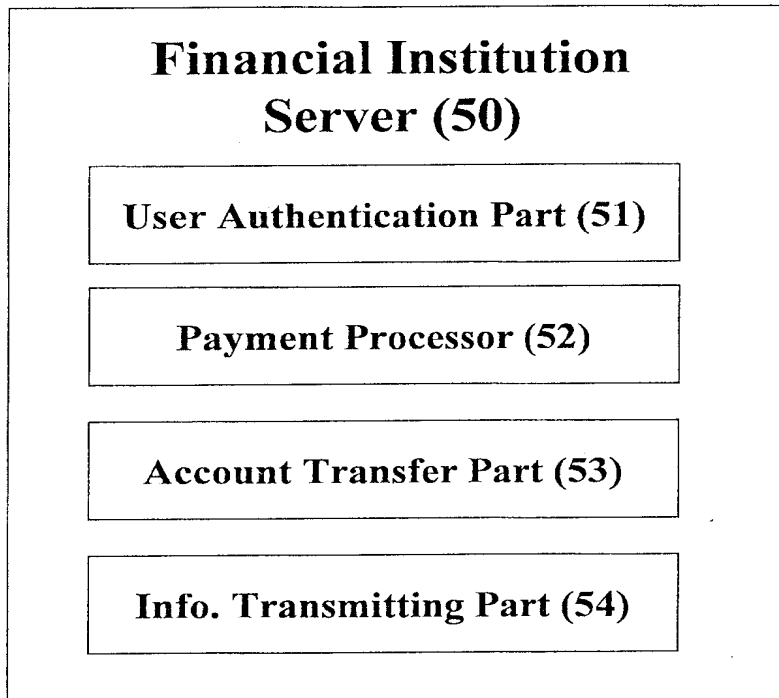 Financial Institution
Server (50)
User Authentication Part (51)
Payment Processor (52)
Account Transfer Part (53)
Info. Transmitting Part (54)